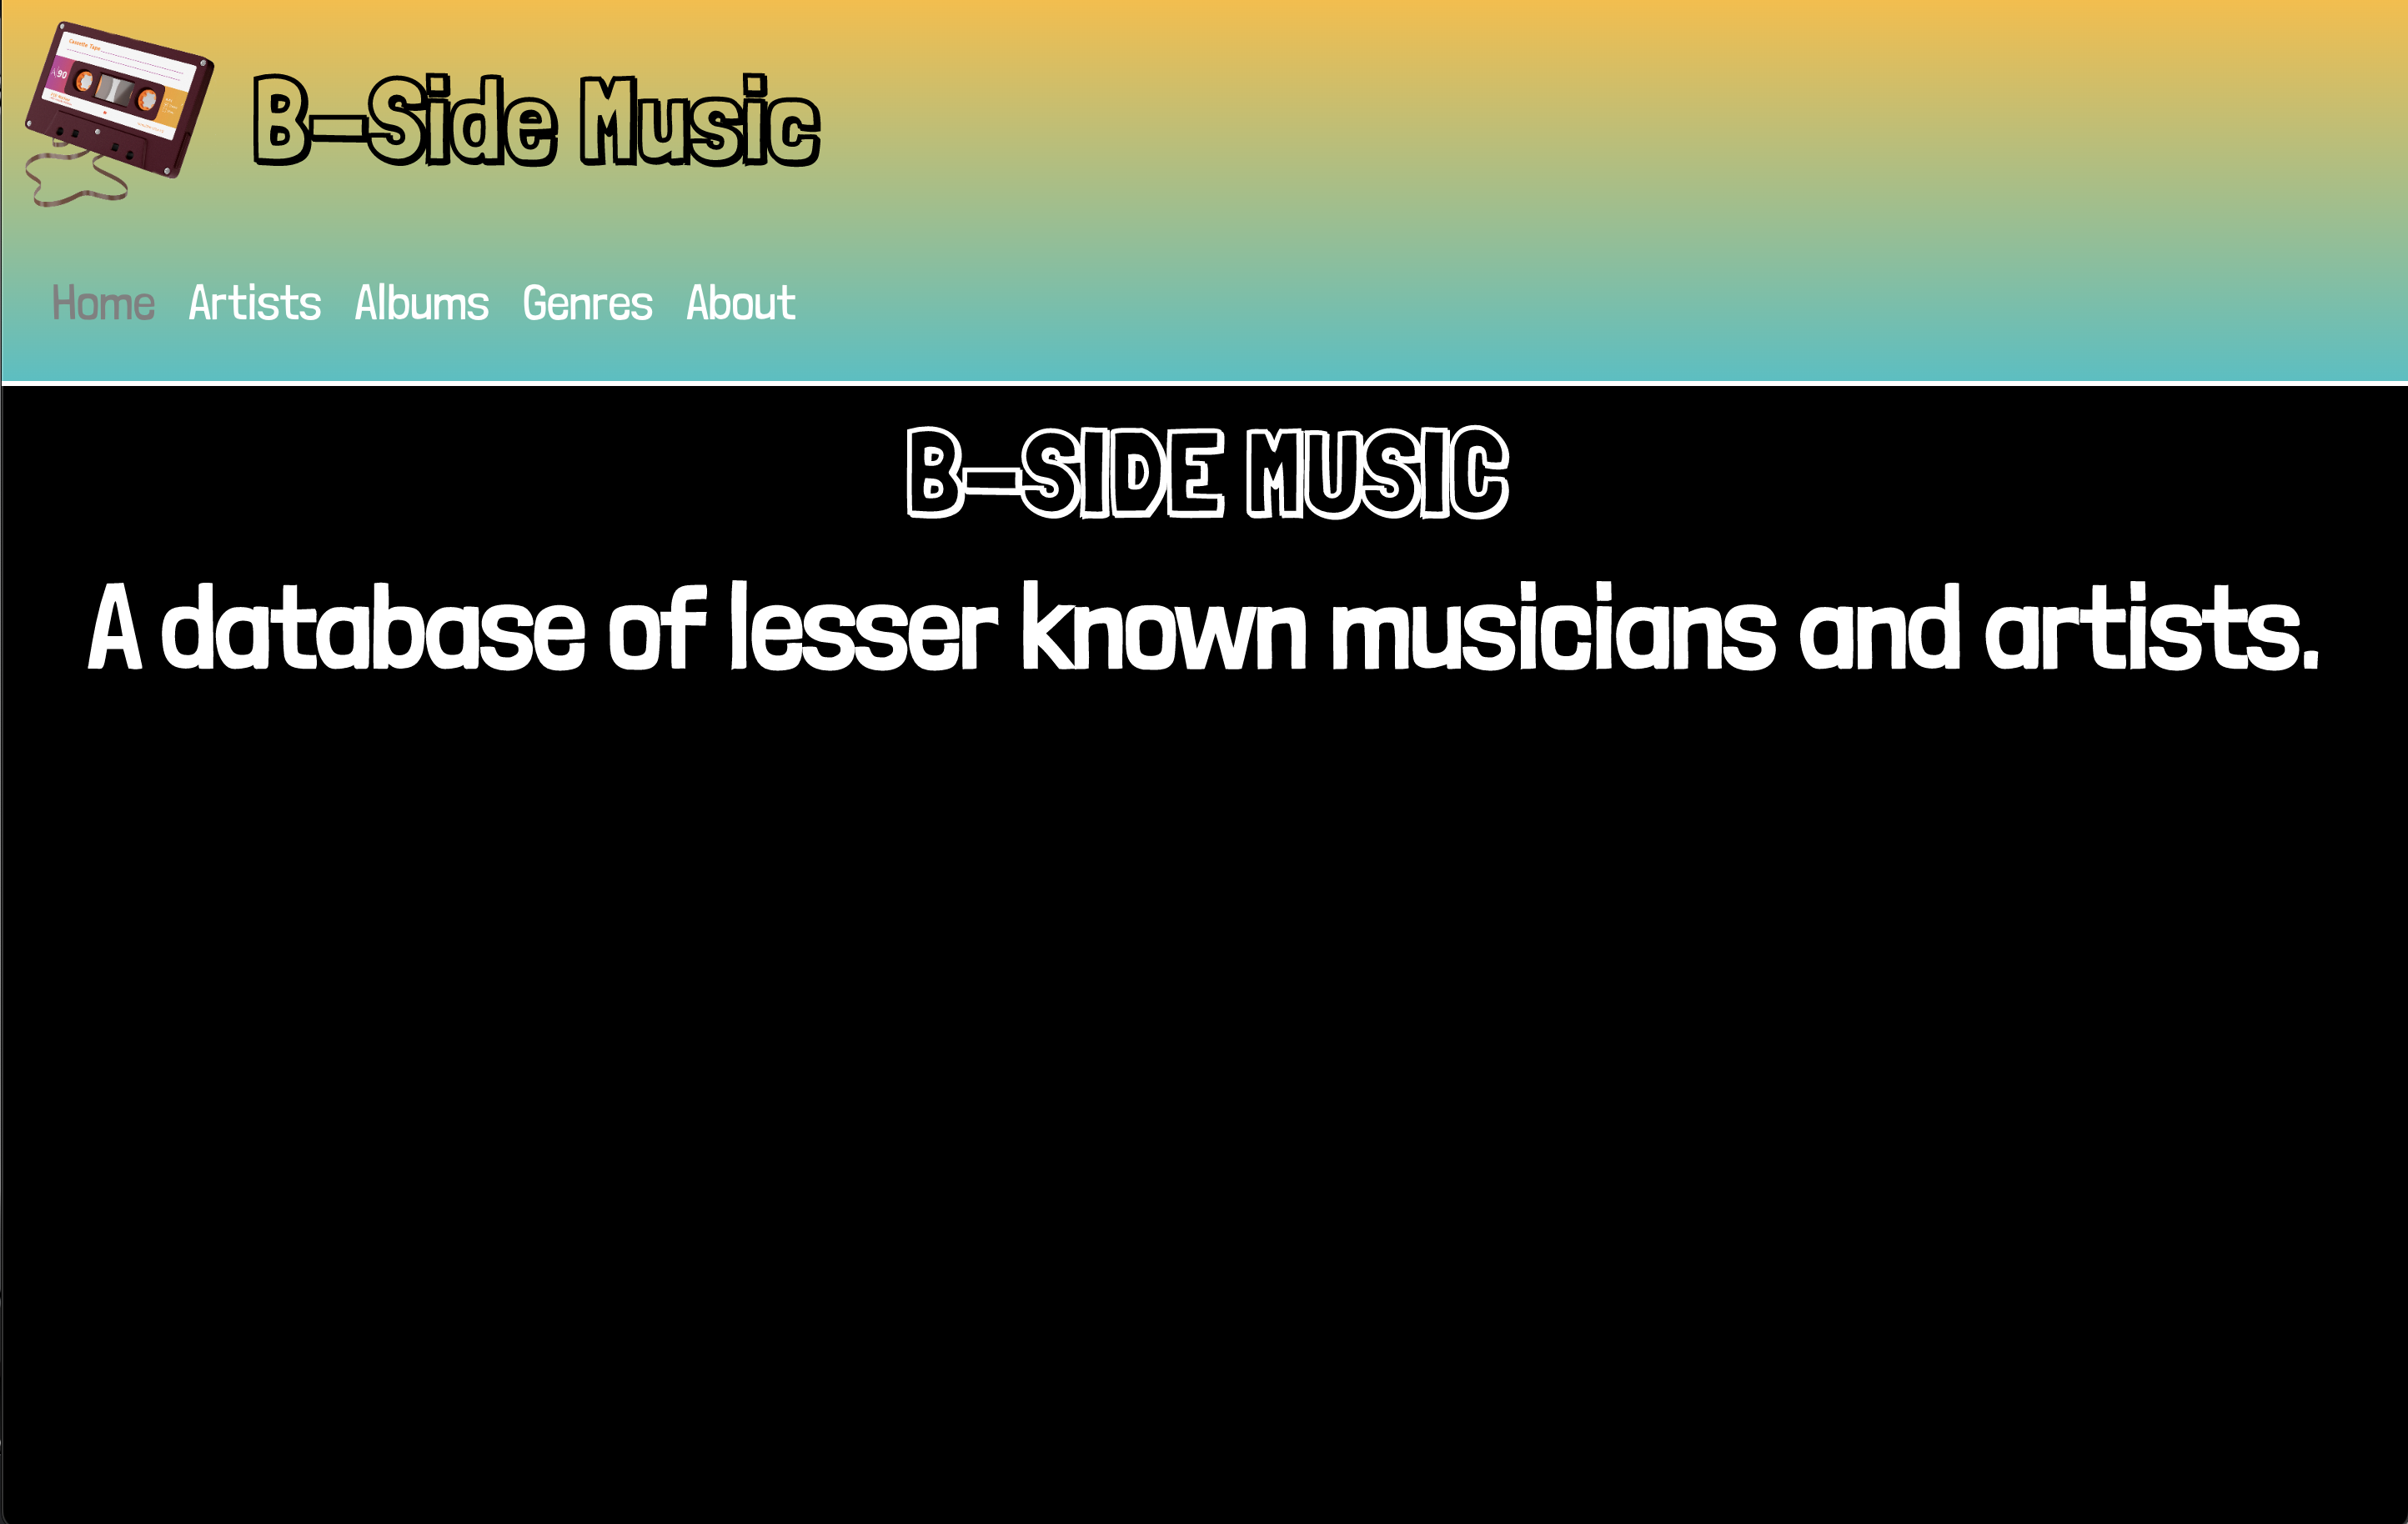 Cassette Tape
A 90
B-Side Music
Home Artists Albums Genres About
B-SIDE MUSIC
A database of lesser known musicians and artists.